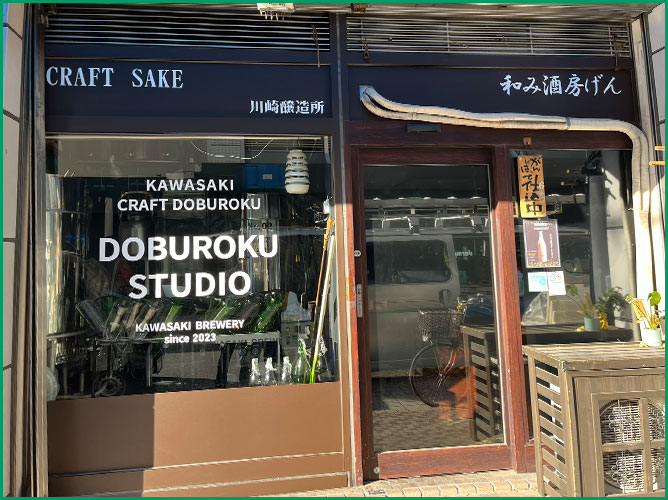 CRAFT SAKE
川崎醸造所
和み酒房げん
KAWASAKI
CRAFT DOBUROKU
DOBUROKU
STUDIO
KAWASAKI BREWERY
since 2023